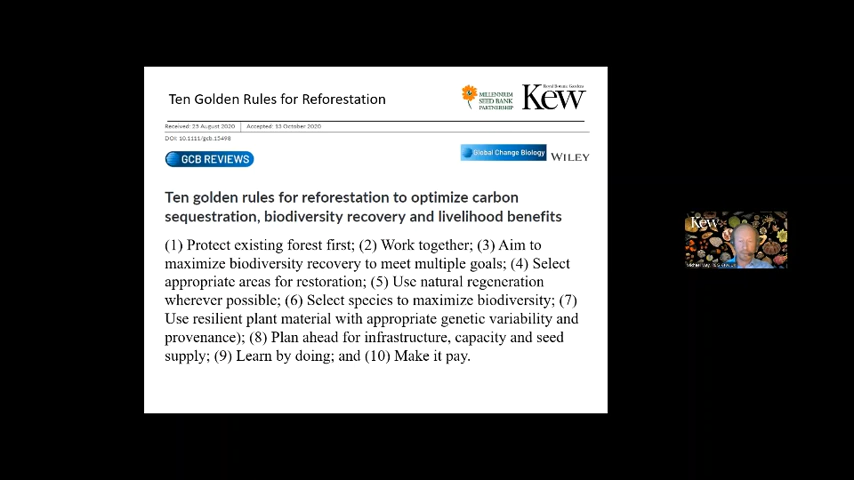 Ten Golden Rules for Reforestation
MILLENNIUM
SEED BANK
PARTNERSHIP
Royal Botanic Gardens
Kew
Received: 25 August 2020 | Accepted: 13 October 2020
DOI: 10.1111/gcb.15498
GCB REVIEWS
Global Change Biology
WILEY
Ten golden rules for reforestation to optimize carbon
sequestration, biodiversity recovery and livelihood benefits
(1) Protect existing forest first; (2) Work together; (3) Aim to
maximize biodiversity recovery to meet multiple goals; (4) Select
appropriate areas for restoration; (5) Use natural regeneration
wherever possible; (6) Select species to maximize biodiversity; (7)
Use resilient plant material with appropriate genetic variability and
provenance); (8) Plan ahead for infrastructure, capacity and seed
supply; (9) Learn by doing; and (10) Make it pay.
Kew